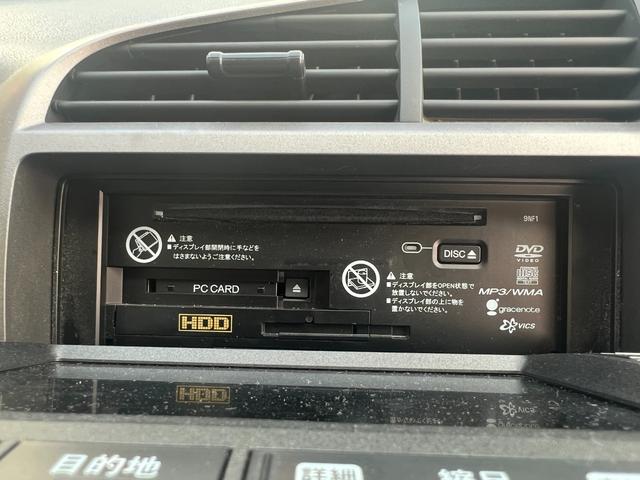 9NF1
注意
■ディスプレイ部開閉時に手などを
はさまないようご注意ください。
DISC
DVD
VIDEO
注意
■ディスプレイ部をOPEN状態で
放置しないでください。
■ディスプレイ部の上に物を
置かないでください。
PC CARD
MP3/WMA
gracenote
VICS
HDD
HDD
VICS
gracenote
目的地
詳細